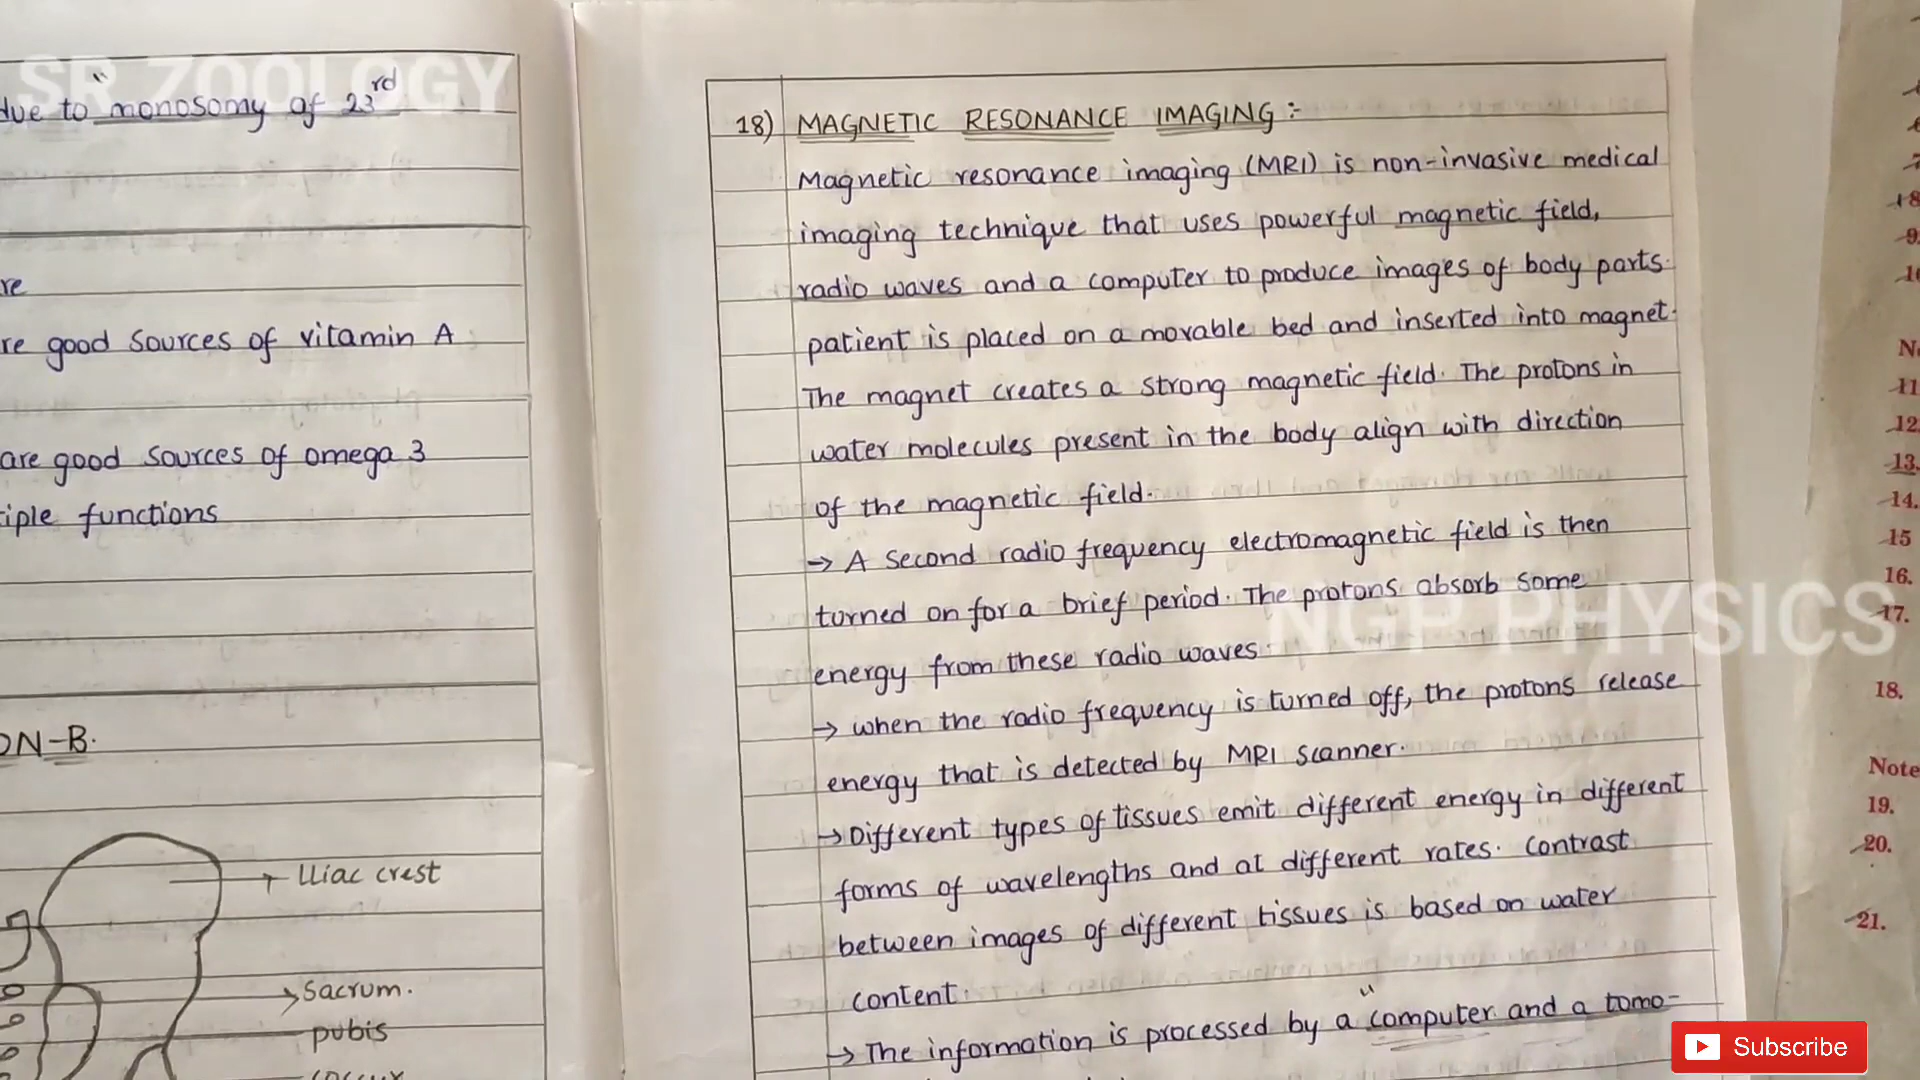 SR ZOOLOGY
due to "monosomy of 23rd
re
re good sources of vitamin A
are good sources of omega 3
iple functions
ON-B.
Iliac crest
Sacrum.
pubis
18) MAGNETIC RESONANCE IMAGING :-
Magnetic resonance imaging (MRI) is non-invasive medical
imaging technique that uses powerful magnetic field,
radio waves and a computer to produce images of body parts.
patient is placed on a movable bed and inserted into magnet.
The magnet creates a strong magnetic field. The protons in
water molecules present in the body align with direction
of the magnetic field.
→ A second radio frequency electromagnetic field is then
turned on for a brief period. The protons absorb some
energy from these radio waves.
→ when the radio frequency is turned off, the protons release
energy that is detected by MRI scanner.
→ Different types of tissues emit different energy in different
forms of wavelengths and at different rates. Contrast
between images of different tissues is based on water
content.
→ The information is processed by a "computer and a tomo-
NGP PHYSICS
11
12
13.
14.
15
16.
17.
18.
Note
19.
20.
21.
Subscribe